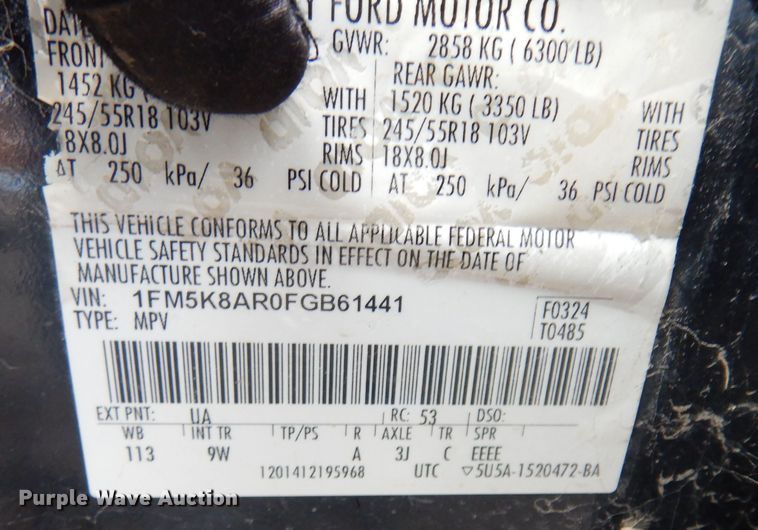 Y FORD MOTOR CO.
DATE
FRONT GVWR: 2858 KG ( 6300 LB)
1452 KG REAR GAWR:
WITH 1520 KG ( 3350 LB) WITH
245/55R18 103V TIRES 245/55R18 103V TIRES
18X8.0J RIMS 18X8.0J RIMS
AT 250 kPa/ 36 PSI COLD AT 250 kPa/ 36 PSI COLD
THIS VEHICLE CONFORMS TO ALL APPLICABLE FEDERAL MOTOR
VEHICLE SAFETY STANDARDS IN EFFECT ON THE DATE OF
MANUFACTURE SHOWN ABOVE.
VIN: 1FM5K8AR0FGB61441 F0324
TYPE: MPV T0485
EXT PNT: UA RC: 53 DSO:
WB INT TR TP/PS R AXLE TR SPR
113 9W A 3J C EEEE
1201412195968 UTC ▽5U5A-1520472-BA
Purple Wave Auction